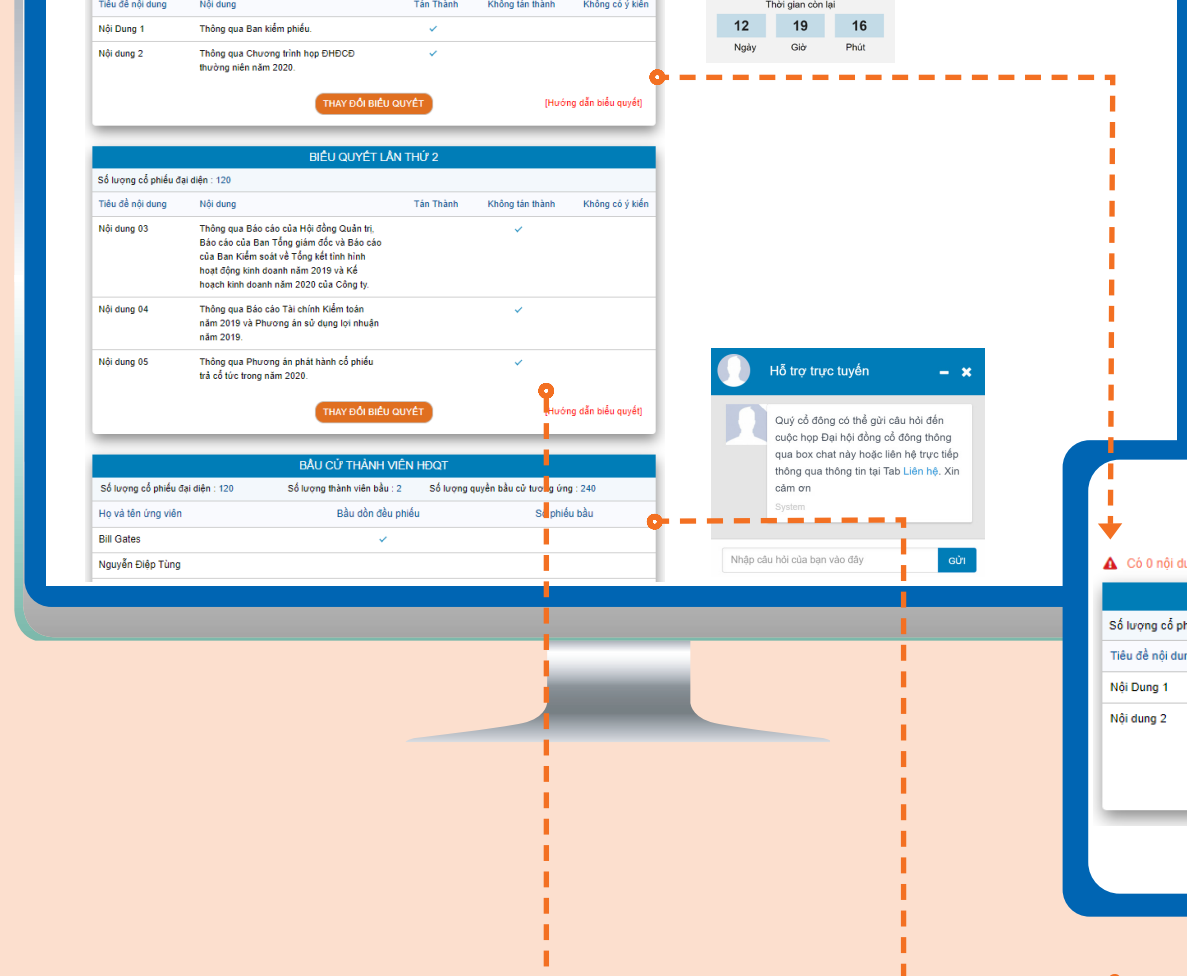 Tiêu đề nội dung Nội dung Tán Thành Không tán thành Không có ý kiến
Nội Dung 1 Thông qua Ban kiểm phiếu.
Nội dung 2 Thông qua Chương trình họp ĐHĐCĐ
thường niên năm 2020.
THAY ĐỔI BIỂU QUYẾT [Hướng dẫn biểu quyết]
Thời gian còn lại
12 19 16
Ngày Giờ Phút
BIỂU QUYẾT LẦN THỨ 2
Số lượng cổ phiếu đại diện : 120
Tiêu đề nội dung Nội dung Tán Thành Không tán thành Không có ý kiến
Nội dung 03 Thông qua Báo cáo của Hội đồng Quản trị,
Báo cáo của Ban Tổng giám đốc và Báo cáo
của Ban Kiểm soát về Tổng kết tình hình
hoạt động kinh doanh năm 2019 và Kế
hoạch kinh doanh năm 2020 của Công ty.
Nội dung 04 Thông qua Báo cáo Tài chính Kiểm toán
năm 2019 và Phương án sử dụng lợi nhuận
năm 2019.
Nội dung 05 Thông qua Phương án phát hành cổ phiếu
trả cổ tức trong năm 2020.
THAY ĐỔI BIỂU QUYẾT [Hướng dẫn biểu quyết]
BẦU CỬ THÀNH VIÊN HĐQT
Số lượng cổ phiếu đại diện : 120 Số lượng thành viên bầu : 2 Số lượng quyền bầu cử tương ứng : 240
Họ và tên ứng viên Bầu dồn đều phiếu Số phiếu bầu
Bill Gates
Nguyễn Điệp Tùng
Hỗ trợ trực tuyến
Quý cổ đông có thể gửi câu hỏi đến
cuộc họp Đại hội đồng cổ đông thông
qua box chat này hoặc liên hệ trực tiếp
thông qua thông tin tại Tab Liên hệ. Xin
cảm ơn
System
Nhập câu hỏi của bạn vào đây GỬI
Có 0 nội du
Số lượng cổ ph
Tiêu đề nội dun
Nội Dung 1
Nội dung 2